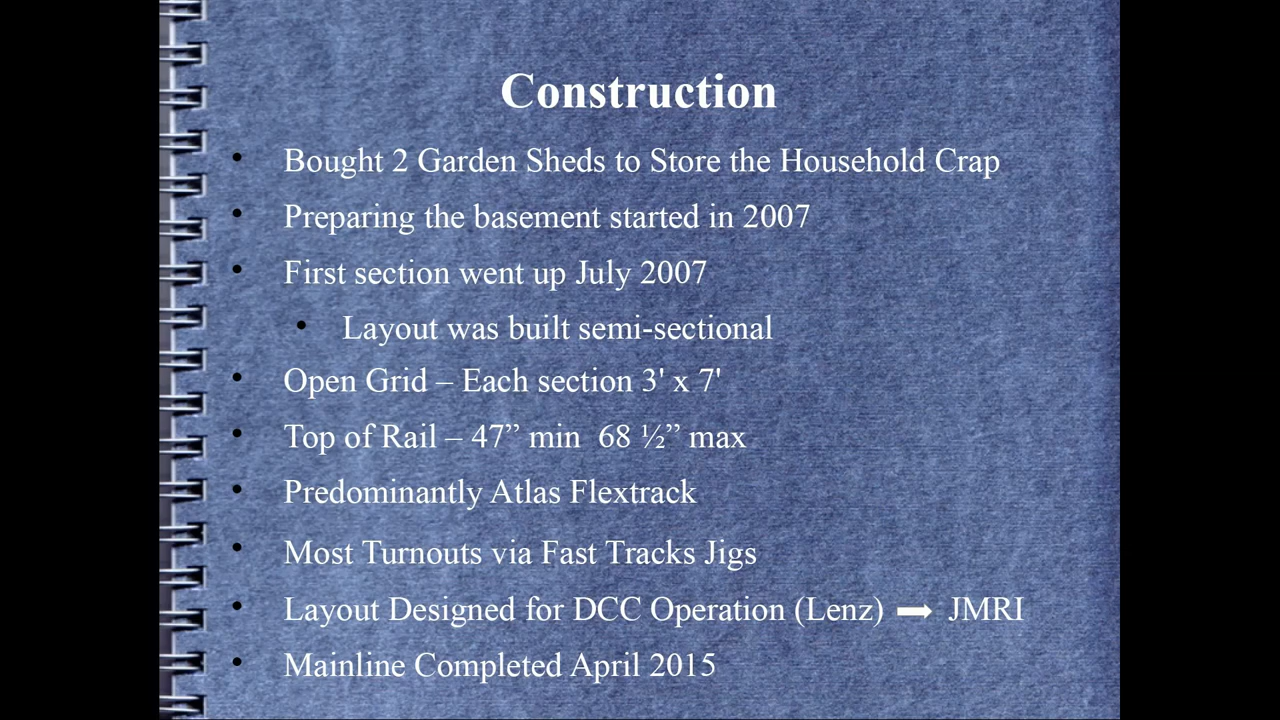 Construction
• Bought 2 Garden Sheds to Store the Household Crap
• Preparing the basement started in 2007
• First section went up July 2007
• Layout was built semi-sectional
• Open Grid – Each section 3' x 7'
• Top of Rail – 47” min  68 ½” max
• Predominantly Atlas Flextrack
• Most Turnouts via Fast Tracks Jigs
• Layout Designed for DCC Operation (Lenz) ➡ JMRI
• Mainline Completed April 2015